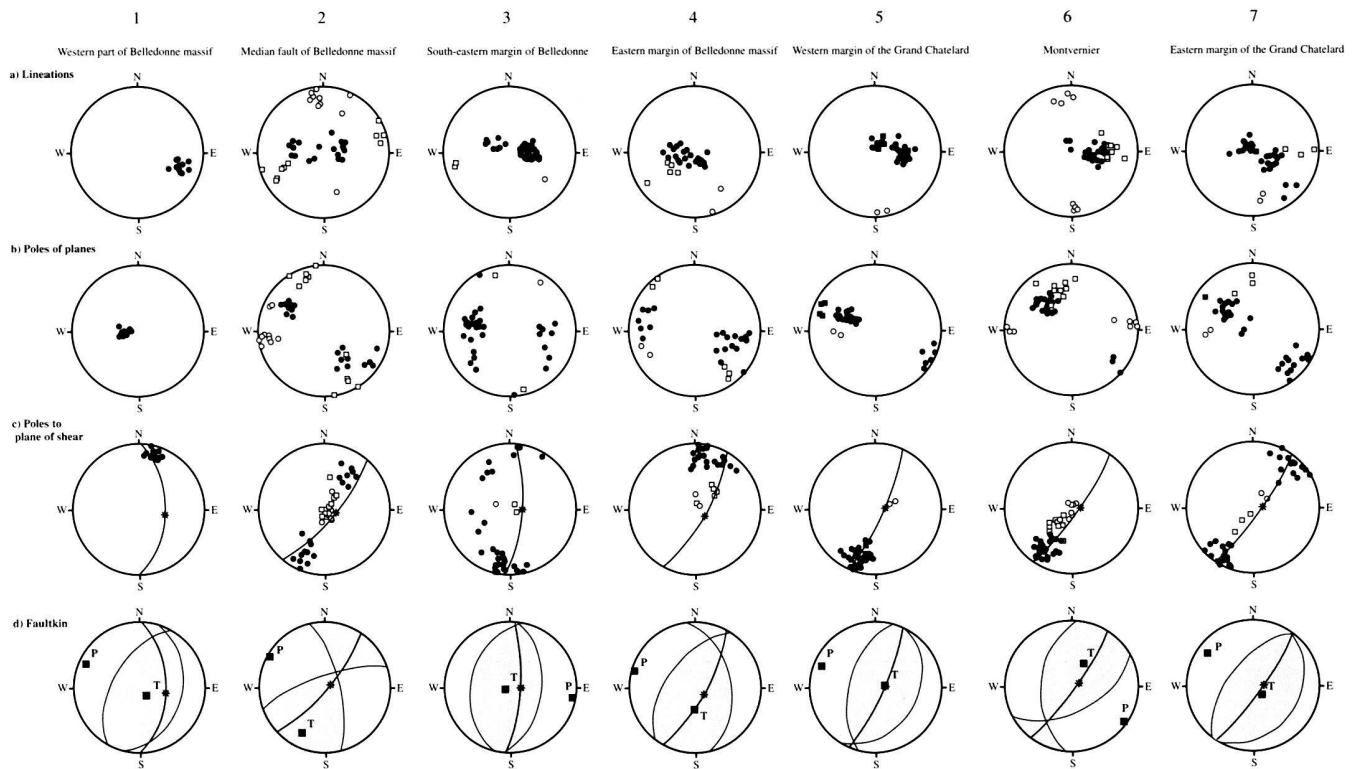 1 2 3 4 5 6 7
Western part of Belledonne massif Median fault of Belledonne massif South-eastern margin of Belledonne Eastern margin of Belledonne massif Western margin of the Grand Chatelard Montvernier Eastern margin of the Grand Chatelard
a) Lineations
N N N N N N N
W E W E W E W E W E W E W E
S S S S S S S
b) Poles of planes
N N N N N N N
W E W E W E W E W E W E W E
S S S S S S S
c) Poles to
plane of shear
N N N N N N N
W E W E W E W E W E W E W E
S S S S S S S
d) Faultkin
N N N N N N N
P P P P P
T P
W T E W E W T E W E W T E W E W T E
P T P
T
S S S S S S S